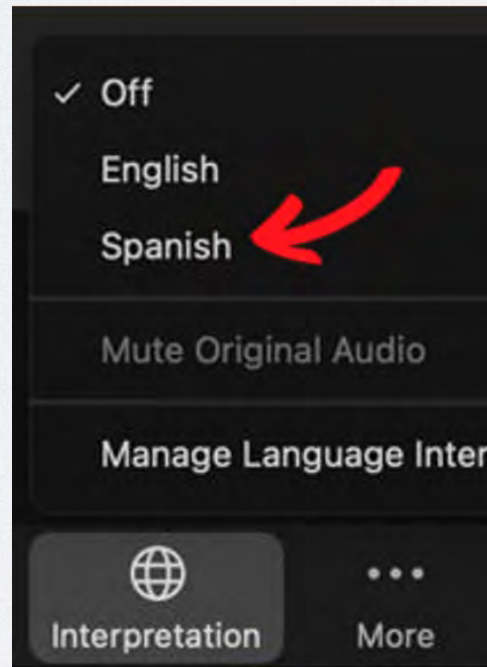 Off
English
Spanish
Mute Original Audio
Manage Language Inter
Interpretation
More